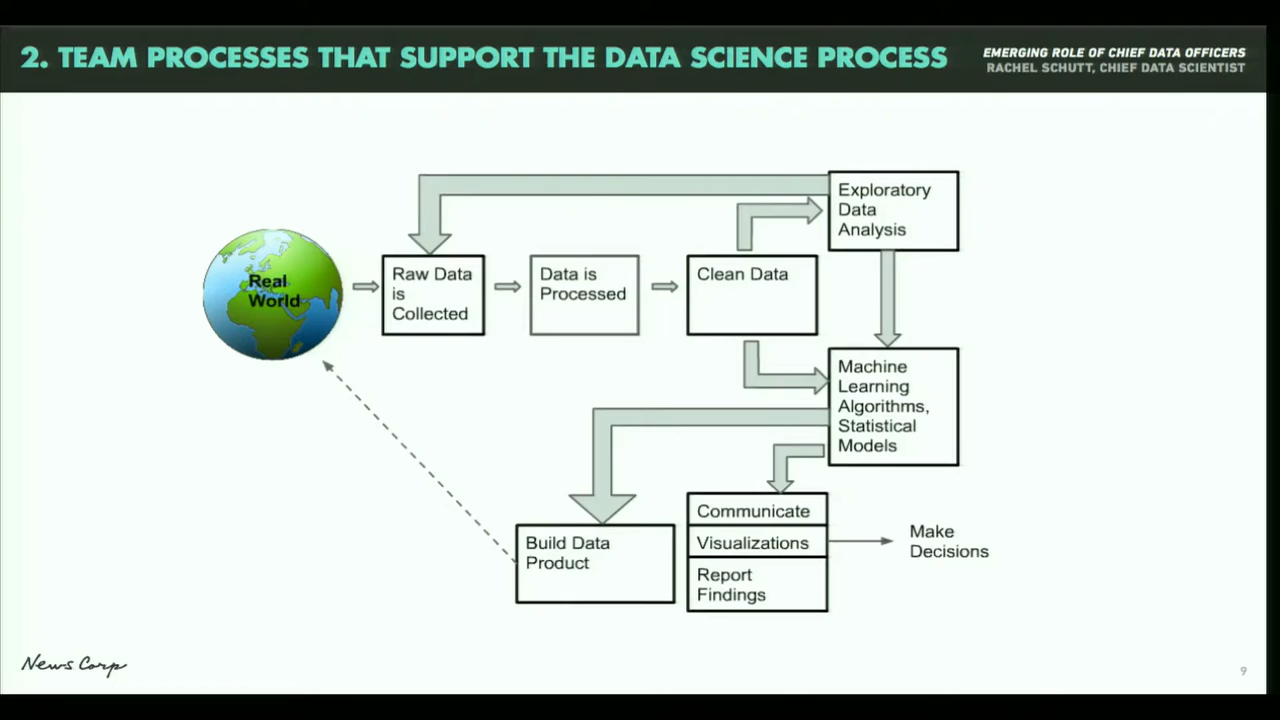 2. TEAM PROCESSES THAT SUPPORT THE DATA SCIENCE PROCESS
EMERGING ROLE OF CHIEF DATA OFFICERS
RACHEL SCHUTT, CHIEF DATA SCIENTIST
Exploratory
Data
Analysis
Real
World
Raw Data
is
Collected
Data is
Processed
Clean Data
Machine
Learning
Algorithms,
Statistical
Models
Communicate
Visualizations
Report
Findings
Make
Decisions
Build Data
Product
News Corp
9